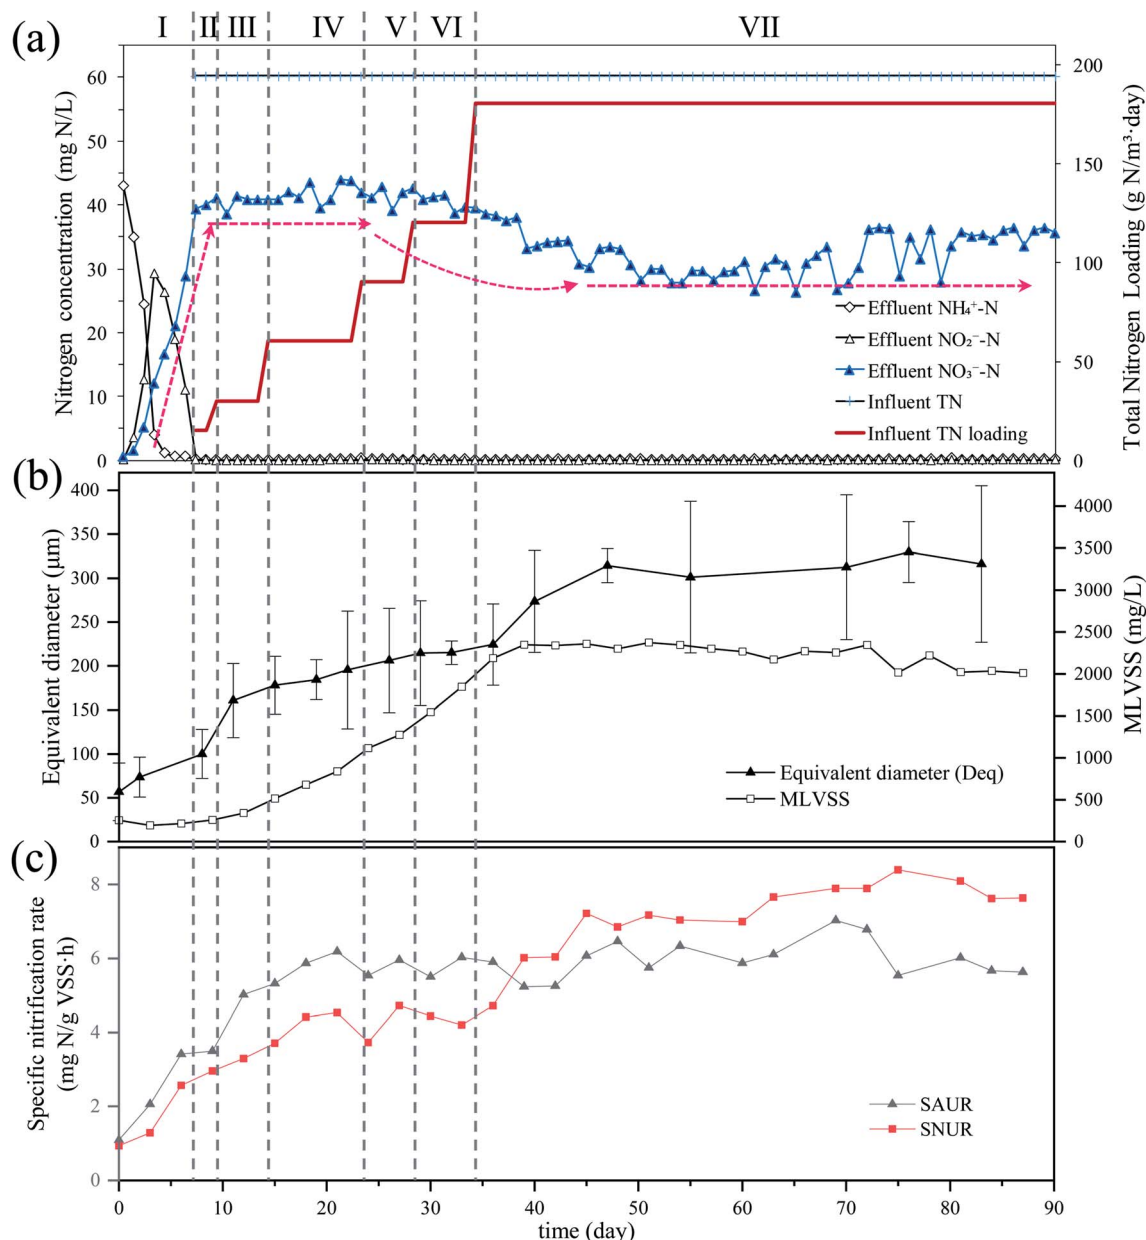 (a)
I II III IV V VI VII
Nitrogen concentration (mg N/L)
60
50
40
30
20
10
0
200
150
100
50
0
Total Nitrogen Loading (g N/m³·day)
Effluent NH₄⁺-N
Effluent NO₂⁻-N
Effluent NO₃⁻-N
Influent TN
Influent TN loading
(b)
Equivalent diameter (μm)
400
350
300
250
200
150
100
50
0
4000
3500
3000
2500
2000
1500
1000
500
0
MLVSS (mg/L)
Equivalent diameter (Deq)
MLVSS
(c)
Specific nitrification rate
(mg N/g VSS·h)
8
6
4
2
0
SAUR
SNUR
0 10 20 30 40 50 60 70 80 90
time (day)